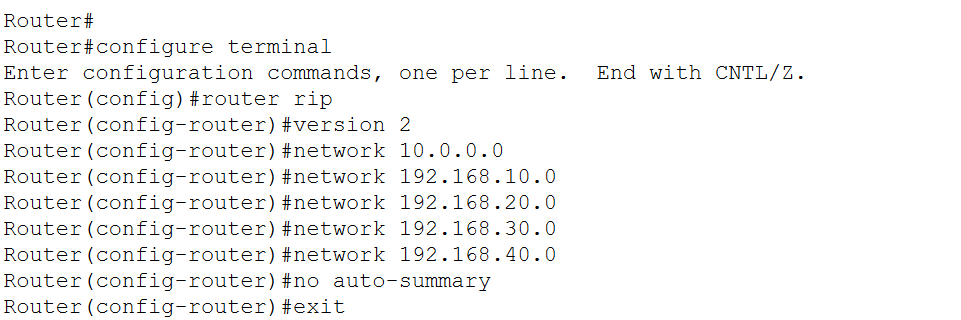 Router#
Router#configure terminal
Enter configuration commands, one per line.  End with CNTL/Z.
Router(config)#router rip
Router(config-router)#version 2
Router(config-router)#network 10.0.0.0
Router(config-router)#network 192.168.10.0
Router(config-router)#network 192.168.20.0
Router(config-router)#network 192.168.30.0
Router(config-router)#network 192.168.40.0
Router(config-router)#no auto-summary
Router(config-router)#exit